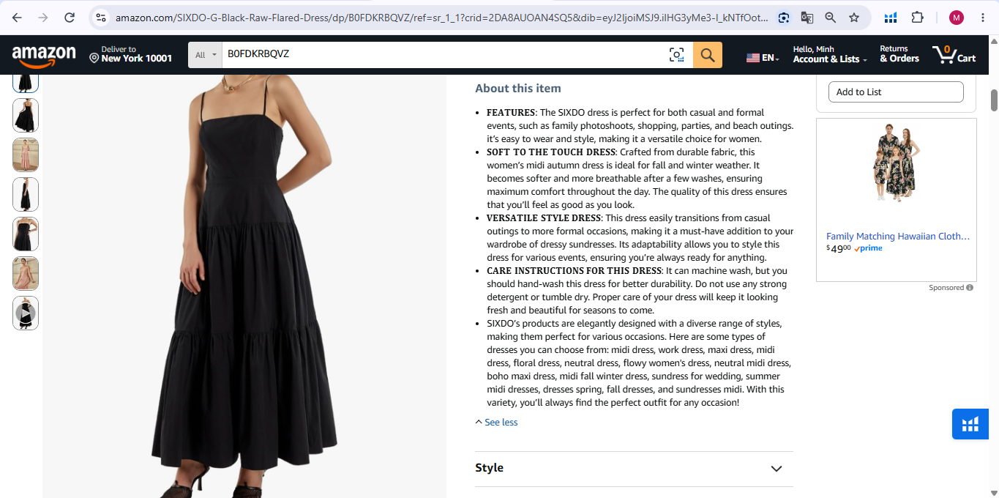 amazon.com/SIXDO-G-Black-Raw-Flared-Dress/dp/B0FDKRBQVZ/ref=sr_1_1?crid=2DA8AUOAN4SQ5&dib=eyJ2IjoiMSJ9.ilHG3yMe3-I_kNTfOot...
M
amazon
Deliver to
New York 10001
All
B0FDKRBQVZ
EN
Hello, Minh
Account & Lists
Returns
& Orders
0
Cart
About this item
FEATURES: The SIXDO dress is perfect for both casual and formal
events, such as family photoshoots, shopping, parties, and beach outings.
it’s easy to wear and style, making it a versatile choice for women.
SOFT TO THE TOUCH DRESS: Crafted from durable fabric, this
women’s midi autumn dress is ideal for fall and winter weather. It
becomes softer and more breathable after a few washes, ensuring
maximum comfort throughout the day. The quality of this dress ensures
that you’ll feel as good as you look.
VERSATILE STYLE DRESS: This dress easily transitions from casual
outings to more formal occasions, making it a must-have addition to your
wardrobe of dressy sundresses. Its adaptability allows you to style this
dress for various events, ensuring you’re always ready for anything.
CARE INSTRUCTIONS FOR THIS DRESS: It can machine wash, but you
should hand-wash this dress for better durability. Do not use any strong
detergent or tumble dry. Proper care of your dress will keep it looking
fresh and beautiful for seasons to come.
SIXDO’s products are elegantly designed with a diverse range of styles,
making them perfect for various occasions. Here are some types of
dresses you can choose from: midi dress, work dress, maxi dress, midi
dress, floral dress, neutral dress, flowy women's dress, neutral midi dress,
boho maxi dress, midi fall winter dress, sundress for wedding, summer
midi dresses, dresses spring, fall dresses, and sundresses midi. With this
variety, you’ll always find the perfect outfit for any occasion!
See less
Style
Add to List
Family Matching Hawaiian Cloth...
$4900 prime
Sponsored